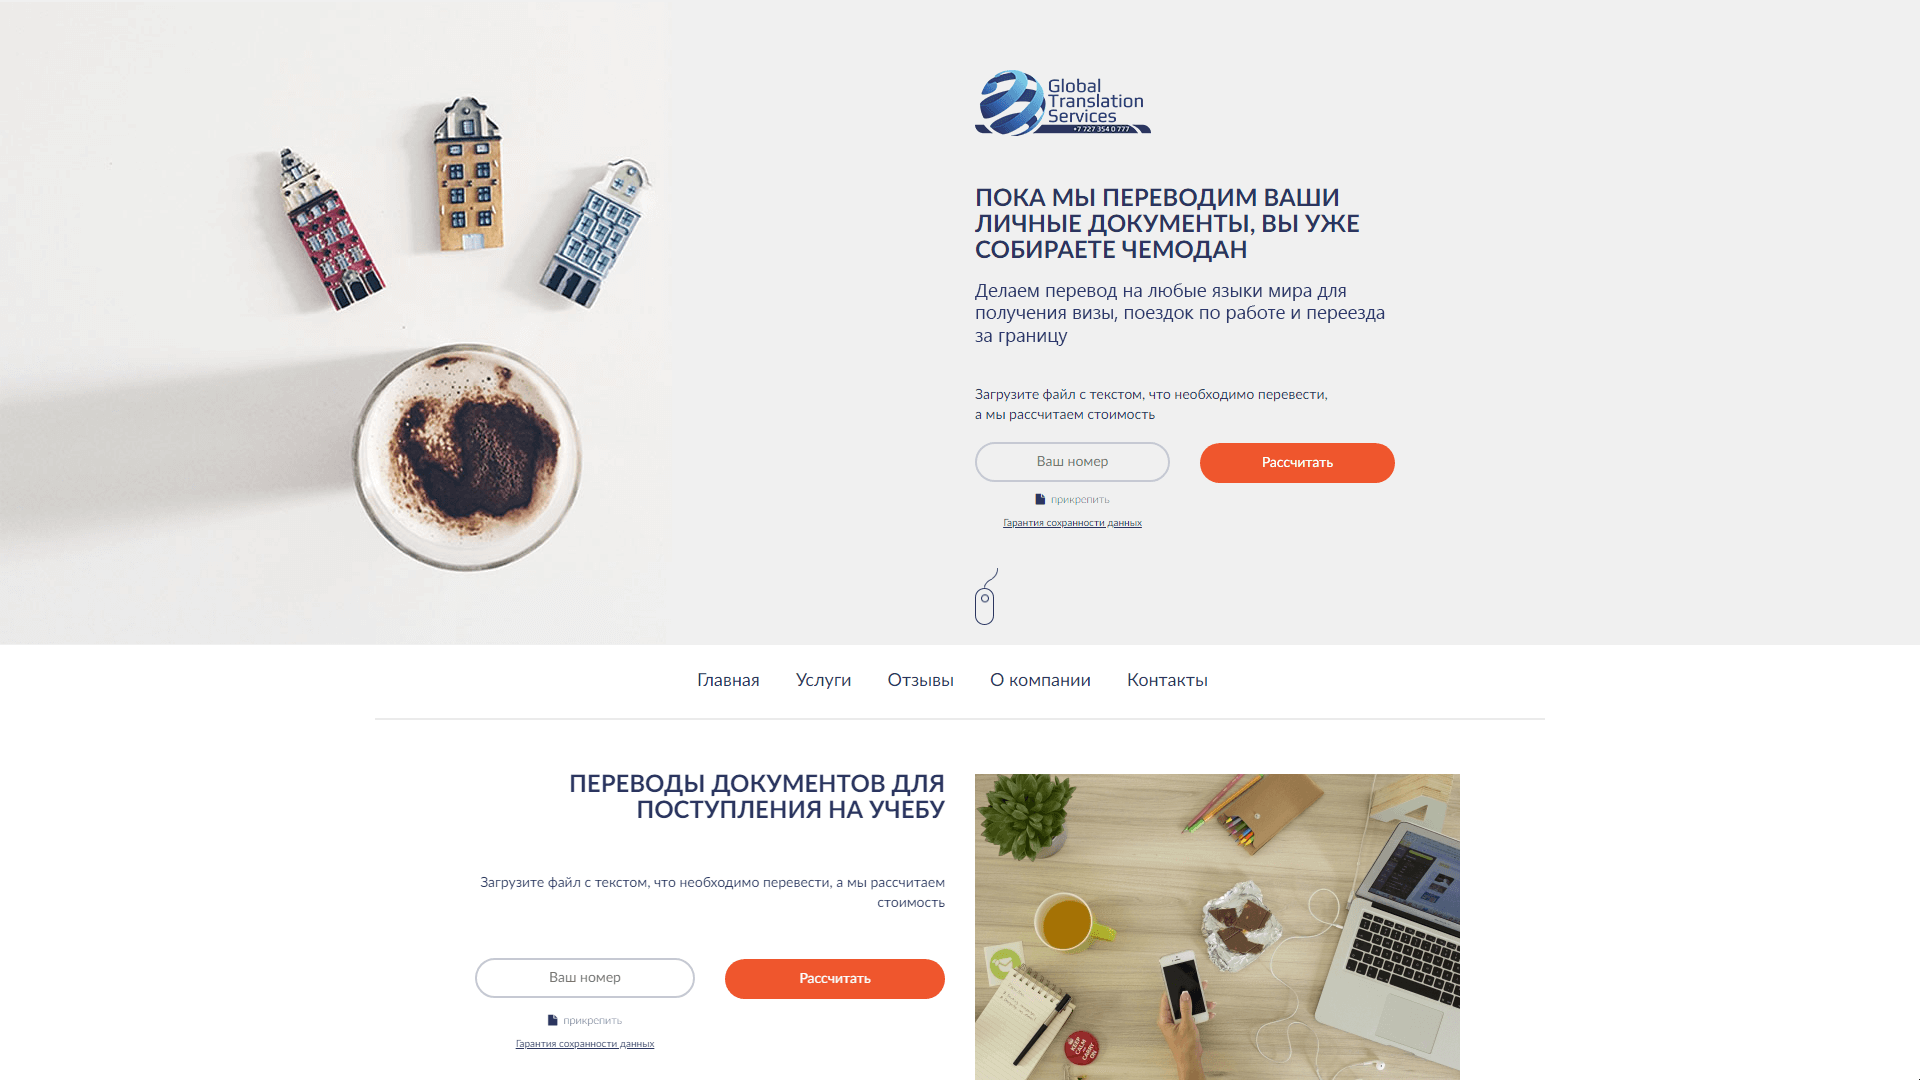 Global
Translation
Services
+7 727 354 0 777
ПОКА МЫ ПЕРЕВОДИМ ВАШИ
ЛИЧНЫЕ ДОКУМЕНТЫ, ВЫ УЖЕ
СОБИРАЕТЕ ЧЕМОДАН
Делаем перевод на любые языки мира для
получения визы, поездок по работе и переезда
за границу
Загрузите файл с текстом, что необходимо перевести,
а мы рассчитаем стоимость
Ваш номер
Рассчитать
прикрепить
Гарантия сохранности данных
Главная Услуги Отзывы О компании Контакты
ПЕРЕВОДЫ ДОКУМЕНТОВ ДЛЯ
ПОСТУПЛЕНИЯ НА УЧЕБУ
Загрузите файл с текстом, что необходимо перевести, а мы рассчитаем
стоимость
Ваш номер
Рассчитать
прикрепить
Гарантия сохранности данных
A
KEEP
CALM
CARRY
ON